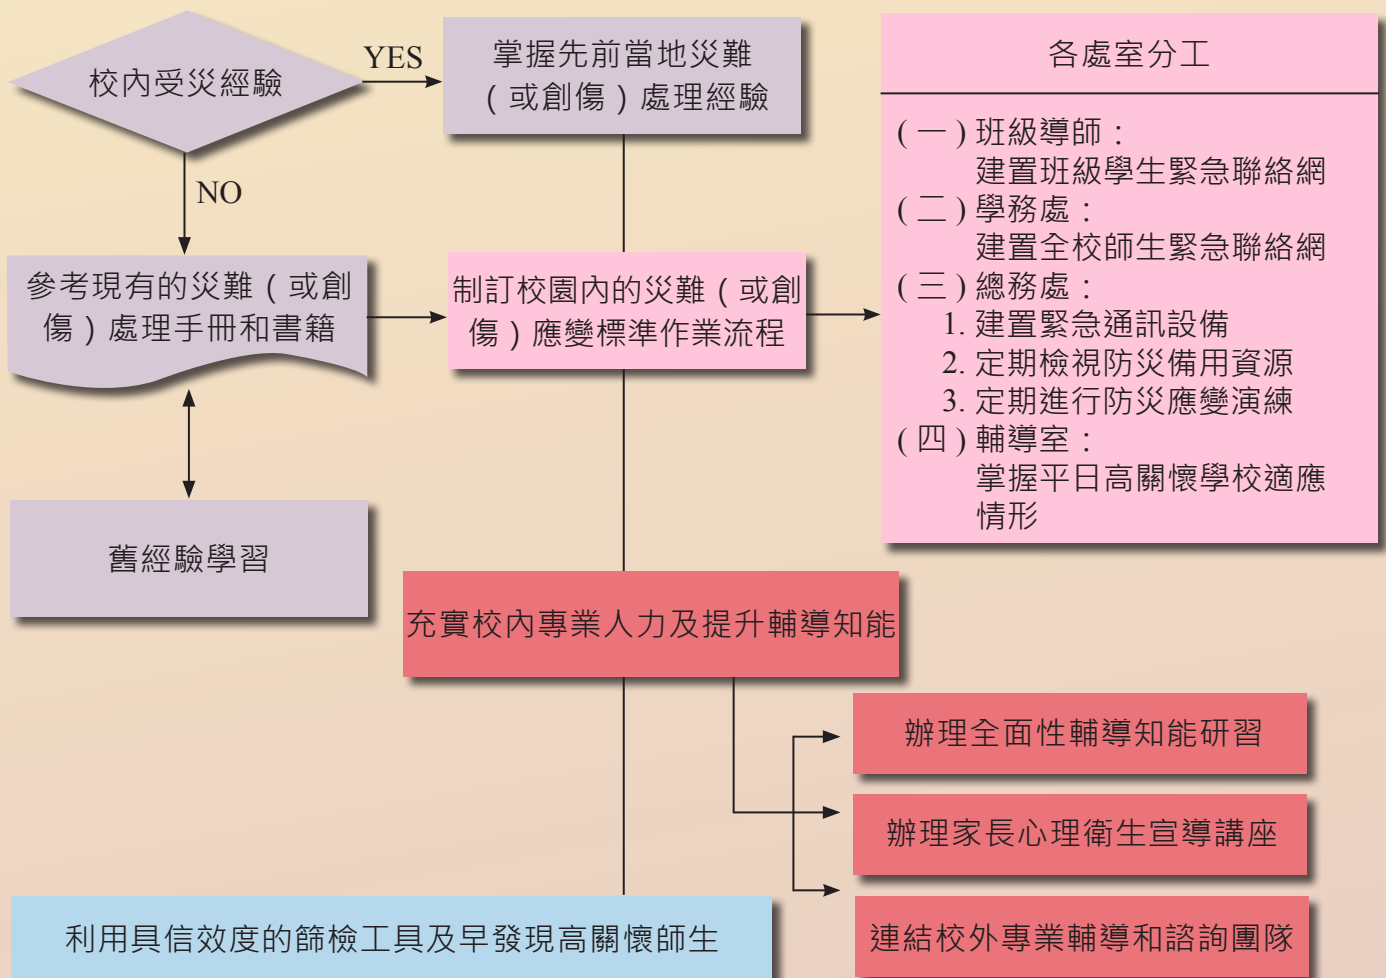 校內受災經驗
YES
掌握先前當地災難
（或創傷）處理經驗
NO
參考現有的災難（或創
傷）處理手冊和書籍
制訂校園內的災難（或創
傷）應變標準作業流程
舊經驗學習
各處室分工
(一)班級導師：
建置班級學生緊急聯絡網
(二)學務處：
建置全校師生緊急聯絡網
(三)總務處：
1. 建置緊急通訊設備
2. 定期檢視防災備用資源
3. 定期進行防災應變演練
(四)輔導室：
掌握平日高關懷學校適應
情形
充實校內專業人力及提升輔導知能
辦理全面性輔導知能研習
辦理家長心理衛生宣導講座
連結校外專業輔導和諮詢團隊
利用具信效度的篩檢工具及早發現高關懷師生